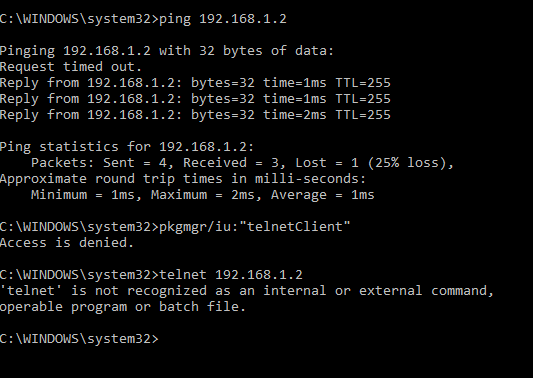 C:\WINDOWS\system32>ping 192.168.1.2
Pinging 192.168.1.2 with 32 bytes of data:
Request timed out.
Reply from 192.168.1.2: bytes=32 time=1ms TTL=255
Reply from 192.168.1.2: bytes=32 time=1ms TTL=255
Reply from 192.168.1.2: bytes=32 time=2ms TTL=255
Ping statistics for 192.168.1.2:
    Packets: Sent = 4, Received = 3, Lost = 1 (25% loss),
Approximate round trip times in milli-seconds:
    Minimum = 1ms, Maximum = 2ms, Average = 1ms
C:\WINDOWS\system32>pkgmgr/iu:"telnetClient"
Access is denied.
C:\WINDOWS\system32>telnet 192.168.1.2
'telnet' is not recognized as an internal or external command,
operable program or batch file.
C:\WINDOWS\system32>